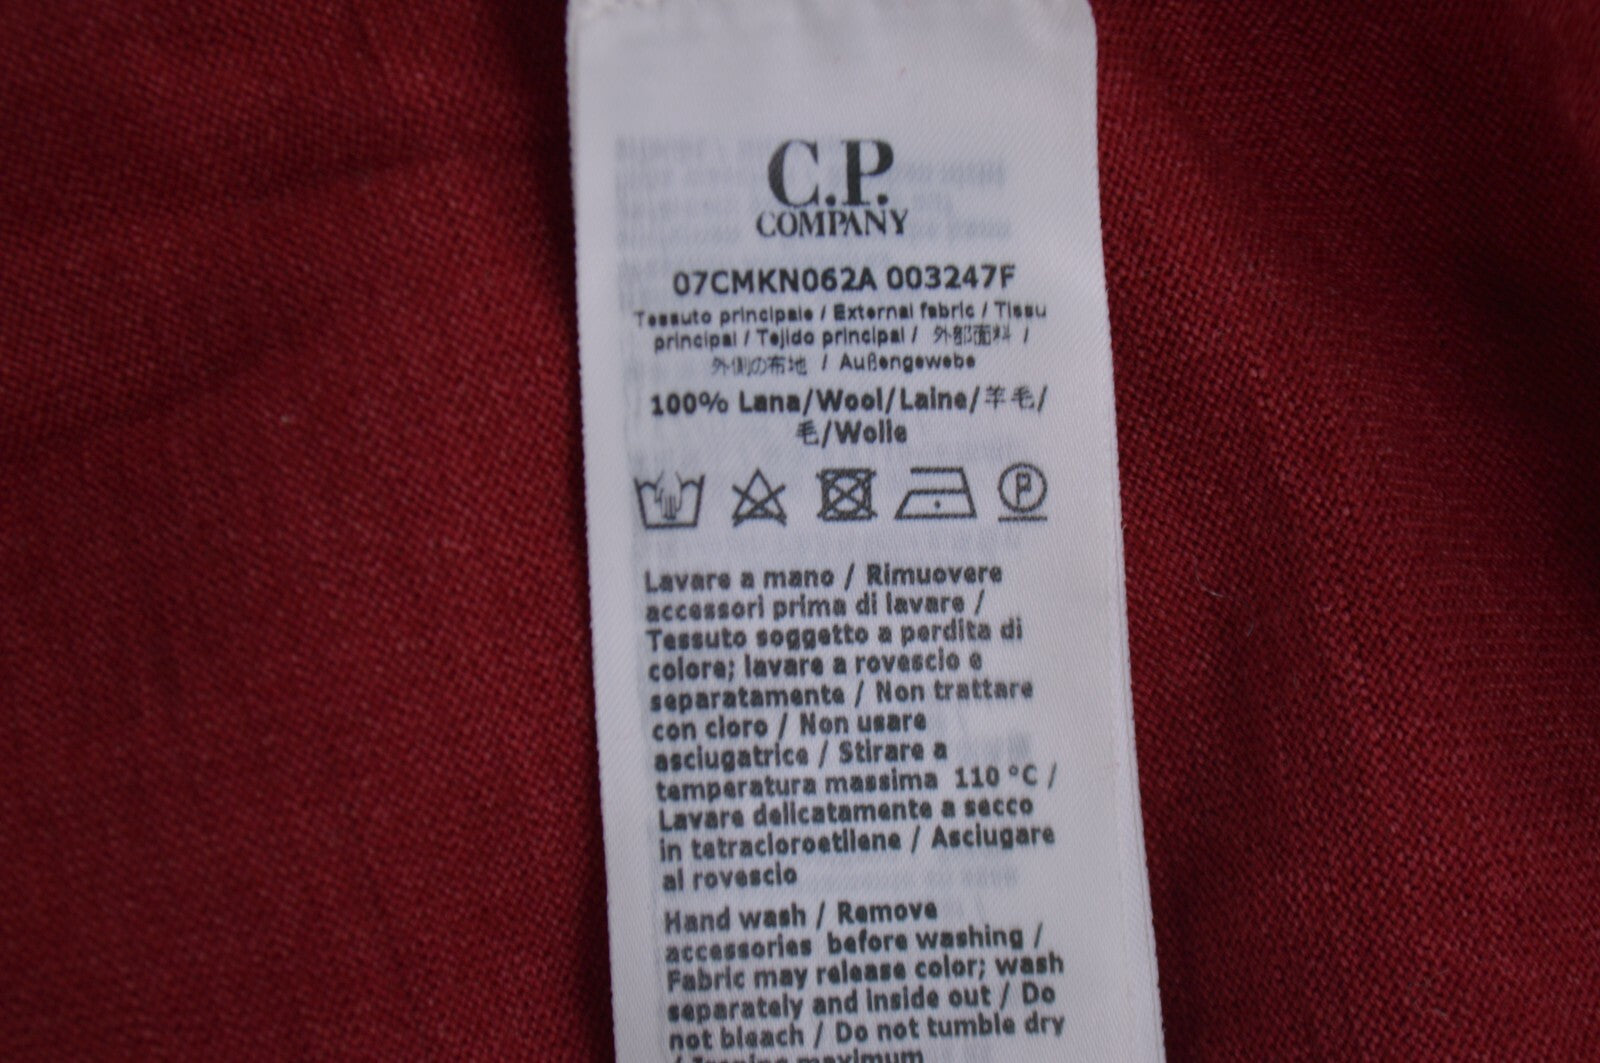 C.P.
COMPANY
07CMKN062A 003247F
Tessuto principale / External fabric / Tissu
principal / Tejido principal / 外部面料 /
外側の布地 / Außengewebe
100% Lana/Wool/Laine/羊毛/
毛/Wolle
P
Lavare a mano / Rimuovere
accessori prima di lavare /
Tessuto soggetto a perdita di
colore; lavare a rovescio e
separatamente / Non trattare
con cloro / Non usare
asciugatrice / Stirare a
temperatura massima 110 °C /
Lavare delicatamente a secco
in tetracloroetilene / Asciugare
al rovescio
Hand wash / Remove
accessories before washing /
Fabric may release color; wash
separately and inside out / Do
not bleach / Do not tumble dry
/ Ironing maximum